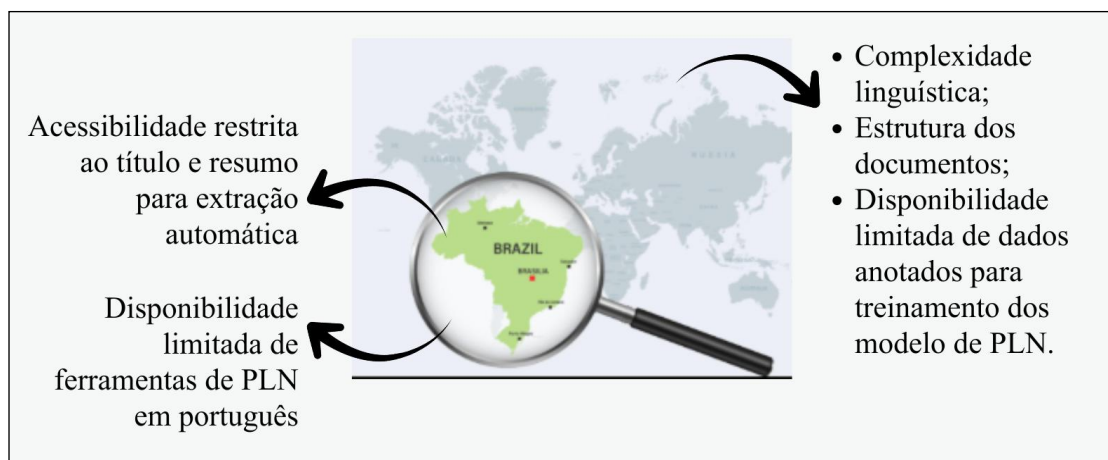 Acessibilidade restrita
ao título e resumo
para extração
automática
Disponibilidade
limitada de
ferramentas de PLN
em português
BRAZIL
BRASILIA
• Complexidade
linguística;
• Estrutura dos
documentos;
• Disponibilidade
limitada de dados
anotados para
treinamento dos
modelo de PLN.